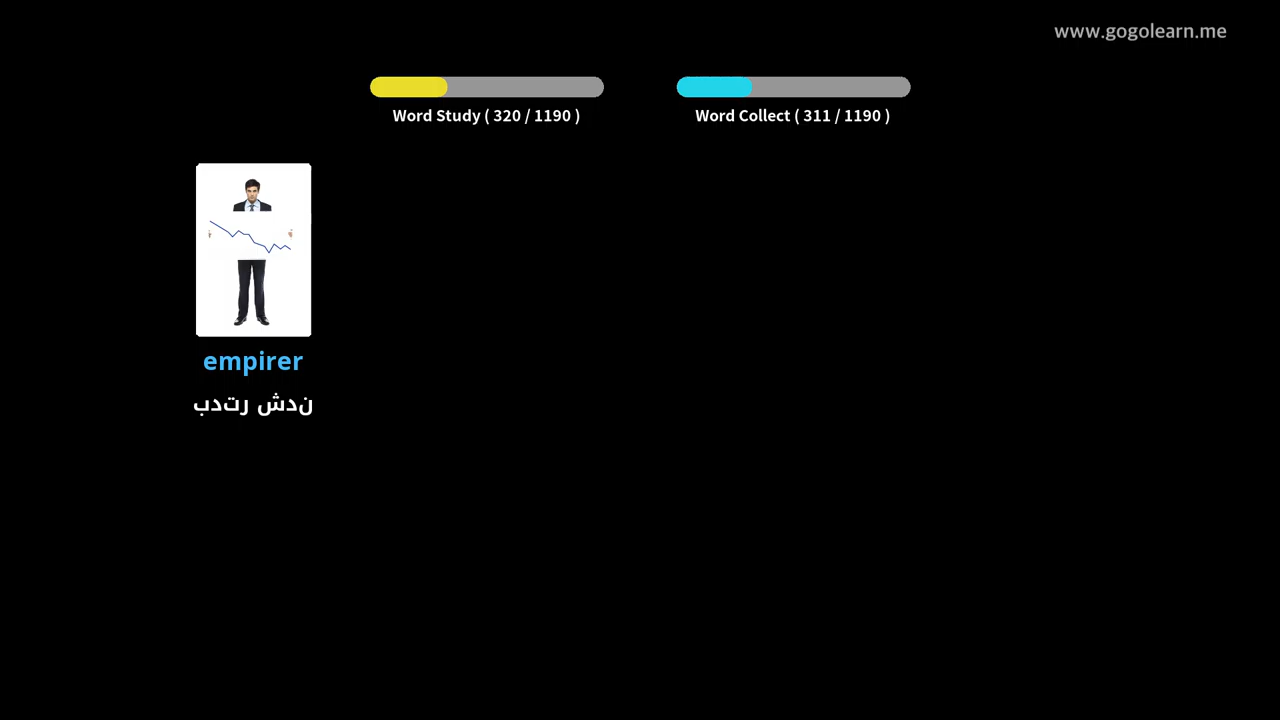 www.gogolearn.me
Word Study ( 320 / 1190 )
Word Collect ( 311 / 1190 )
empirer
بدتر شدن